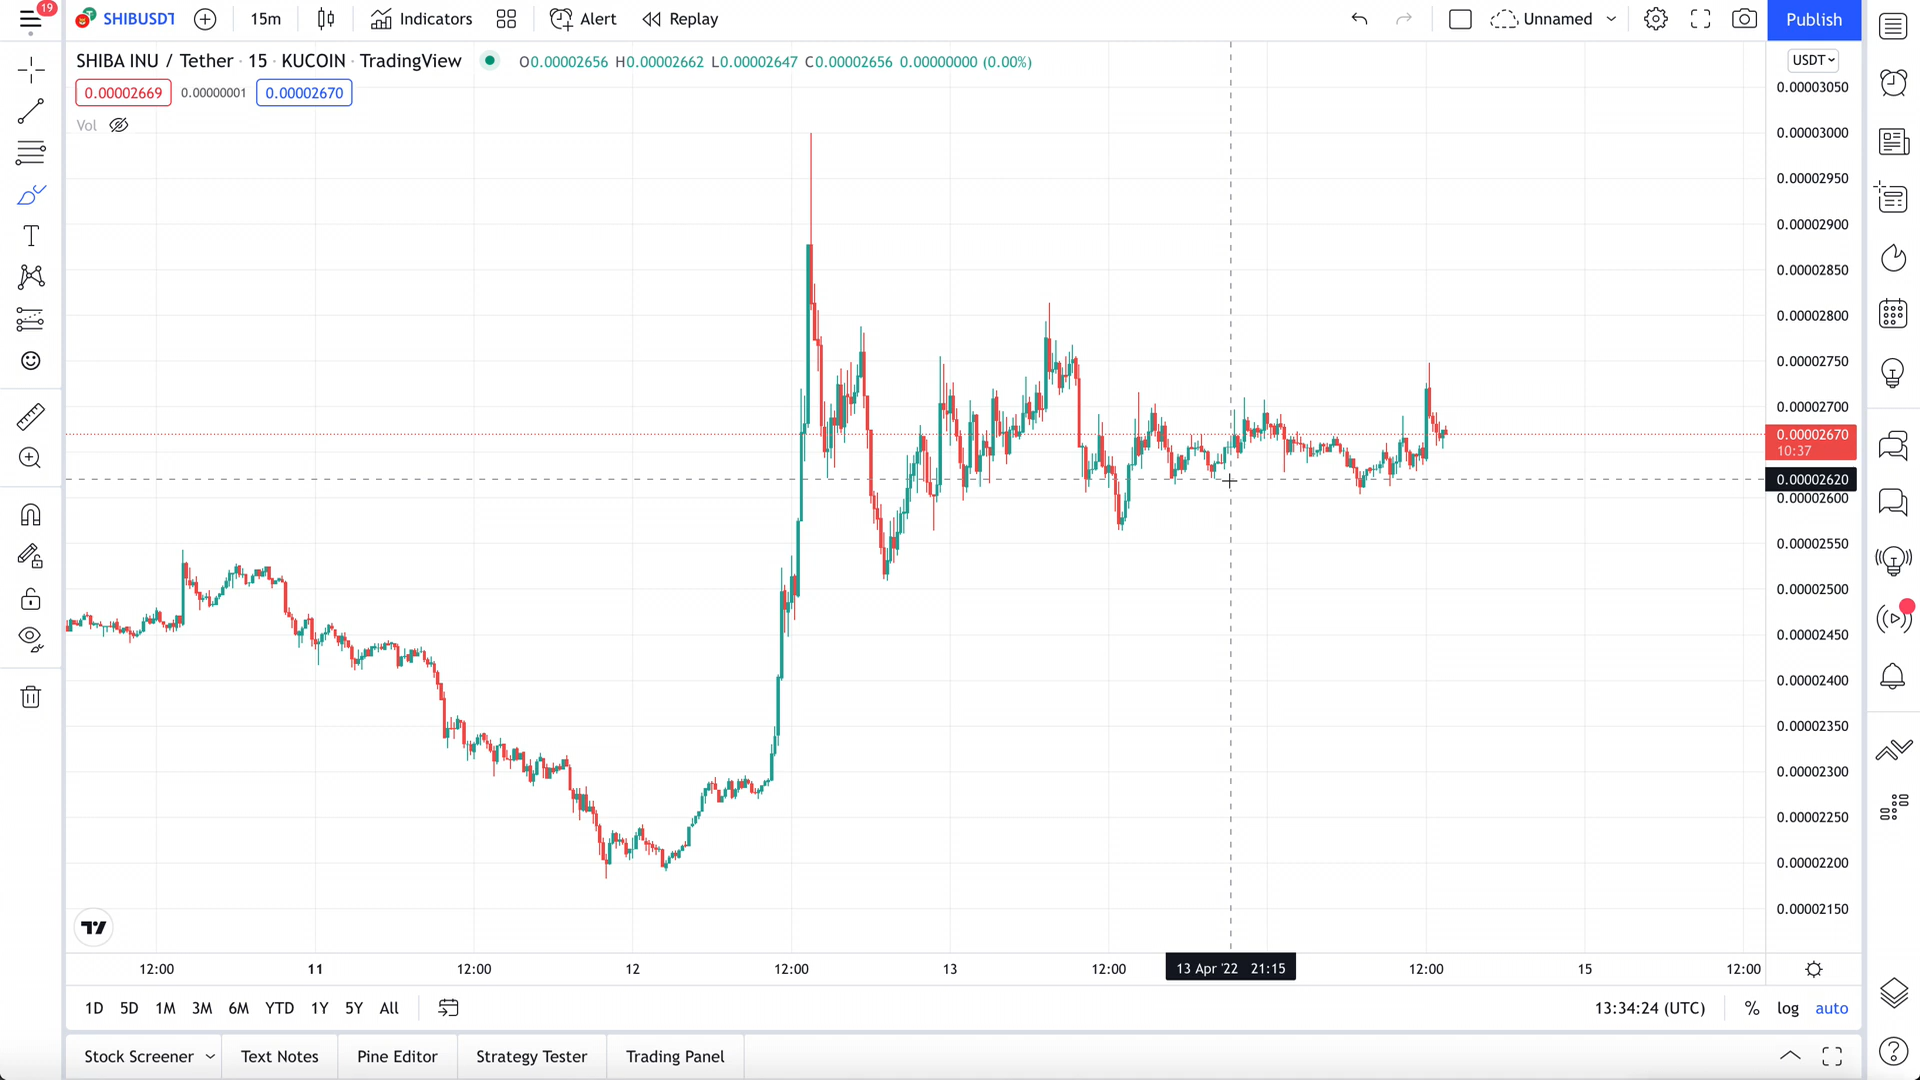 19
SHIBUSDT
15m
Indicators
Alert
Replay
Unnamed
Publish
SHIBA INU / Tether · 15 · KUCOIN · TradingView
O0.00002656 H0.00002662 L0.00002647 C0.00002656 0.00000000 (0.00%)
USDT
0.00002669
0.00000001
0.00002670
Vol
0.00003050
0.00003000
0.00002950
0.00002900
0.00002850
0.00002800
0.00002750
0.00002700
0.00002670
10:37
0.00002620
0.00002600
0.00002550
0.00002500
0.00002450
0.00002400
0.00002350
0.00002300
0.00002250
0.00002200
0.00002150
12:00 11 12:00 12 12:00 13 12:00 13 Apr '22 21:15 12:00 15 12:00
1D 5D 1M 3M 6M YTD 1Y 5Y All
13:34:24 (UTC) % log auto
Stock Screener Text Notes Pine Editor Strategy Tester Trading Panel